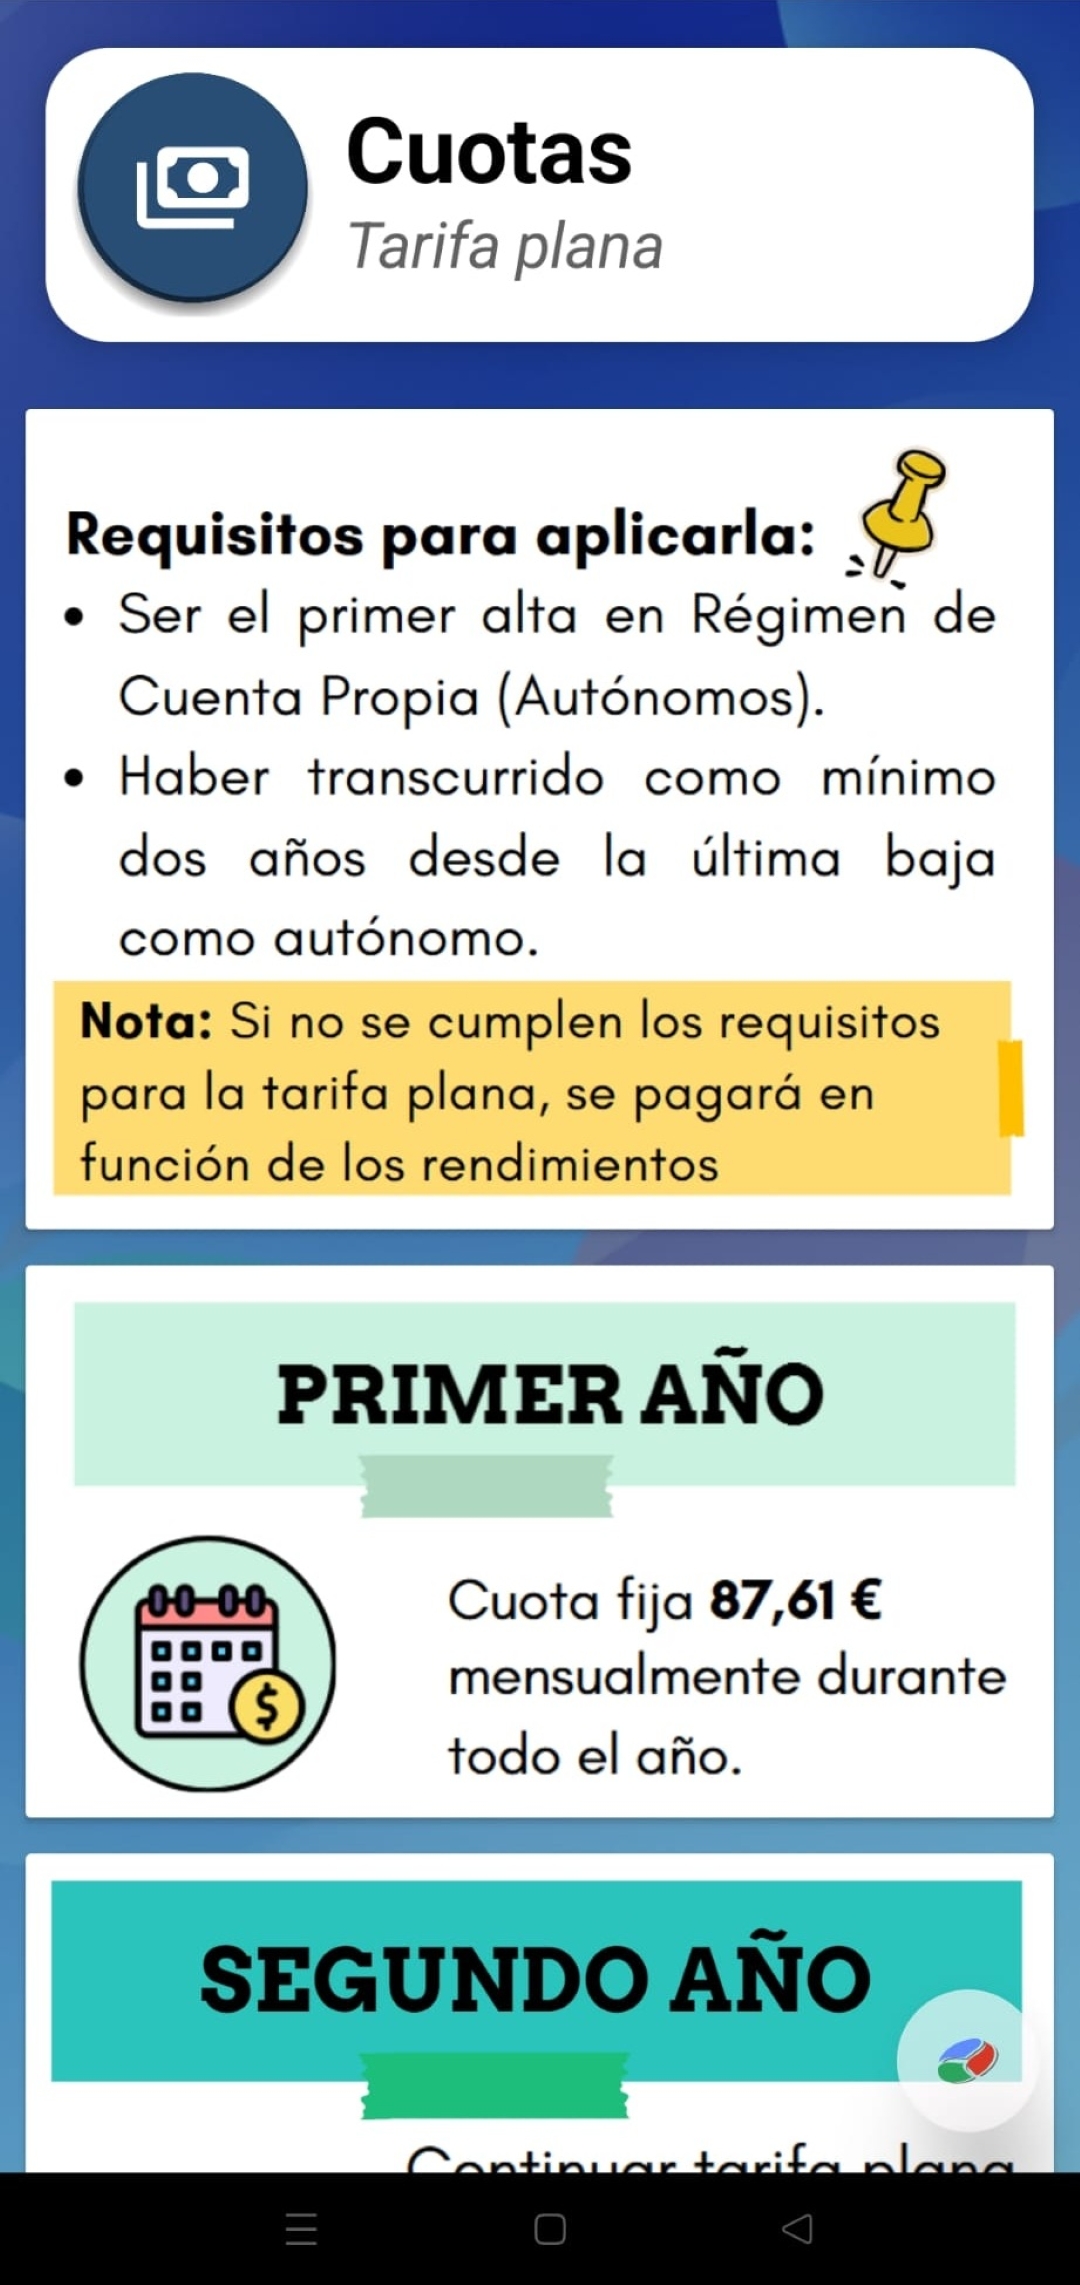 Cuotas
Tarifa plana
Requisitos para aplicarla:
• Ser el primer alta en Régimen de
Cuenta Propia (Autónomos).
• Haber transcurrido como mínimo
dos años desde la última baja
como autónomo.
Nota: Si no se cumplen los requisitos
para la tarifa plana, se pagará en
función de los rendimientos
PRIMER AÑO
Cuota fija 87,61 €
mensualmente durante
todo el año.
SEGUNDO AÑO
Continuar tarifa plana